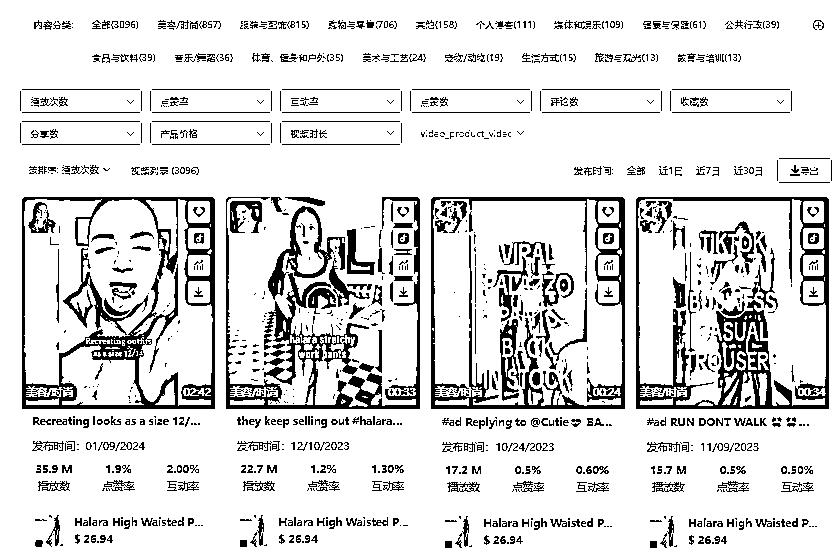 内容分类: 全部(3096) 美容/时尚(857) 服装与配饰(815) 购物与零售(706) 其他(158) 个人博客(111) 媒体和娱乐(109) 健康与保健(61) 公共行政(39)
食品与饮料(39) 音乐/舞蹈(36) 体育、健身和户外(35) 美术与工艺(24) 宠物/动物(19) 生活方式(15) 旅游与观光(13) 教育与培训(13)
播放次数 点赞率 互动率 点赞数 评论数 收藏数
分享数 产品价格 视频时长 video_product_video
按排序: 播放次数 视频列表 (3096) 发布时间: 全部 近1日 近7日 近30日 导出
Recreating outfits
as a size 12/14
美容/时尚 02:42
halara stretchy
work pants
美容/时尚 00:33
VIRAL
PALAZZO
PANTS
BACK
IN STOCK
美容/时尚 00:24
TIKTOK
VIRAL
BUSINESS
CASUAL
TROUSERS
美容/时尚 00:34
Recreating looks as a size 12/...
they keep selling out #halara...
#ad Replying to @Cutie BA...
#ad RUN DONT WALK ...
发布时间: 01/09/2024
发布时间: 12/10/2023
发布时间: 10/24/2023
发布时间: 11/09/2023
35.9 M 1.9% 2.00%
播放数 点赞率 互动率
22.7 M 1.2% 1.30%
播放数 点赞率 互动率
17.2 M 0.5% 0.60%
播放数 点赞率 互动率
15.7 M 0.5% 0.50%
播放数 点赞率 互动率
Halara High Waisted P...
$ 26.94
Halara High Waisted P...
$ 26.94
Halara High Waisted P...
$ 26.94
Halara High Waisted P...
$ 26.94